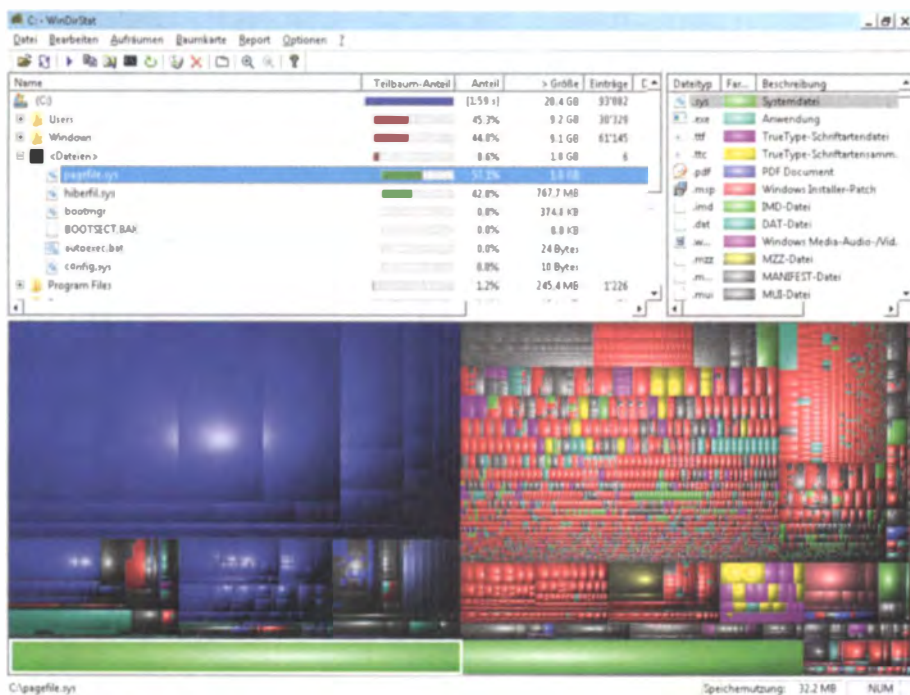 C: - WinDirStat
Datei Bearbeiten Aufräumen Baumkarte Report Optionen ?
Name Teilbaum-Anteil Anteil > Größe Einträge
(C:) [1:59 s] 20.4 GB
Users 45.3% 9.2 GB 30'329
Windows 44.8% 9.1 GB 61'145
<Dateien> 8.6% 1.8 GB 6
pagefile.sys 57.1% 1.0 GB
hiberfil.sys 42.8% 767.7 MB
bootmgr 0.0% 374.8 KB
BOOTSECT.BAK 0.0% 8.0 KB
autoexec.bat 0.0% 24 Bytes
config.sys 0.0% 10 Bytes
Program Files 1.2% 245.4 MB 1'226
Dateityp Far... Beschreibung
.sys Systemdatei
.exe Anwendung
.ttf TrueType-Schriftartendatei
.ttc TrueType-Schriftartensamm.
.pdf PDF Document
.msp Windows Installer-Patch
.imd IMD-Datei
.dat DAT-Datei
.w... Windows Media-Audio-/Vid.
.mzz MZZ-Datei
.m... MANIFEST-Datei
.mui MUI-Datei
C:\pagefile.sys
Speichernutzung: 32.2 MB NUM